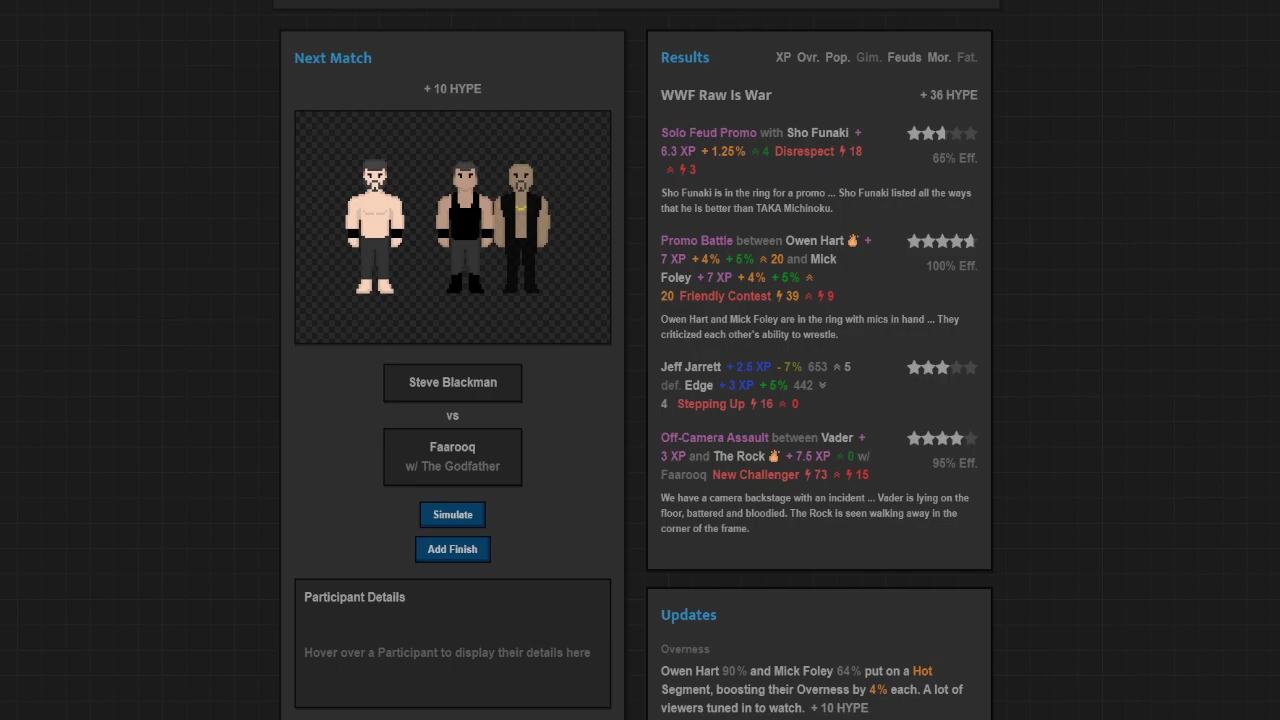 Next Match
+ 10 HYPE
Steve Blackman
vs
Faarooq
w/ The Godfather
Simulate
Add Finish
Participant Details
Hover over a Participant to display their details here
Results
XP Ovr. Pop. Gim. Feuds Mor. Fat.
WWF Raw Is War + 36 HYPE
Solo Feud Promo with Sho Funaki +
6.3 XP + 1.25% 4 Disrespect 18
3
65% Eff.
Sho Funaki is in the ring for a promo ... Sho Funaki listed all the ways
that he is better than TAKA Michinoku.
Promo Battle between Owen Hart +
7 XP + 4% + 5% 20 and Mick
Foley + 7 XP + 4% + 5%
20 Friendly Contest 39 9
100% Eff.
Owen Hart and Mick Foley are in the ring with mics in hand ... They
criticized each other's ability to wrestle.
Jeff Jarrett + 2.5 XP - 7% 653 5
def. Edge + 3 XP + 5% 442
4 Stepping Up 16 0
Off-Camera Assault between Vader +
3 XP and The Rock + 7.5 XP 0 w/
Faarooq New Challenger 73 15
95% Eff.
We have a camera backstage with an incident ... Vader is lying on the
floor, battered and bloodied. The Rock is seen walking away in the
corner of the frame.
Updates
Overness
Owen Hart 90% and Mick Foley 64% put on a Hot
Segment, boosting their Overness by 4% each. A lot of
viewers tuned in to watch. + 10 HYPE